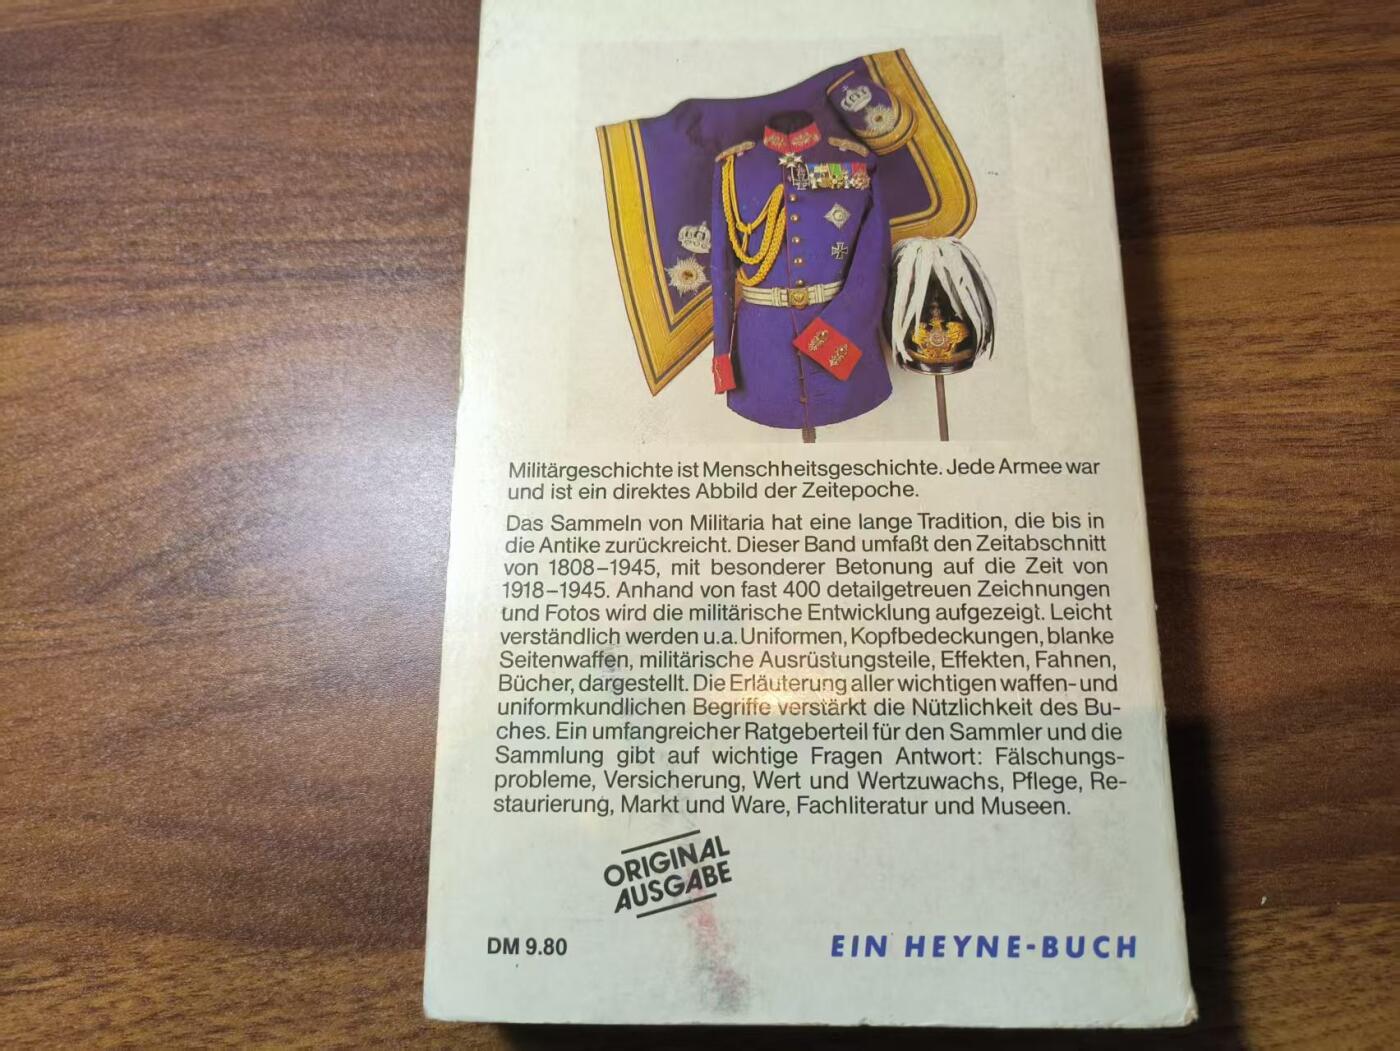 Militärgeschichte ist Menschheitsgeschichte. Jede Armee war
und ist ein direktes Abbild der Zeitepoche.
Das Sammeln von Militaria hat eine lange Tradition, die bis in
die Antike zurückreicht. Dieser Band umfaßt den Zeitabschnitt
von 1808–1945, mit besonderer Betonung auf die Zeit von
1918–1945. Anhand von fast 400 detailgetreuen Zeichnungen
und Fotos wird die militärische Entwicklung aufgezeigt. Leicht
verständlich werden u.a. Uniformen, Kopfbedeckungen, blanke
Seitenwaffen, militärische Ausrüstungsteile, Effekten, Fahnen,
Bücher, dargestellt. Die Erläuterung aller wichtigen waffen- und
uniformkundlichen Begriffe verstärkt die Nützlichkeit des Bu-
ches. Ein umfangreicher Ratgeberteil für den Sammler und die
Sammlung gibt auf wichtige Fragen Antwort: Fälschungs-
probleme, Versicherung, Wert und Wertzuwachs, Pflege, Re-
staurierung, Markt und Ware, Fachliteratur und Museen.
ORIGINAL
AUSGABE
DM 9.80
EIN HEYNE-BUCH